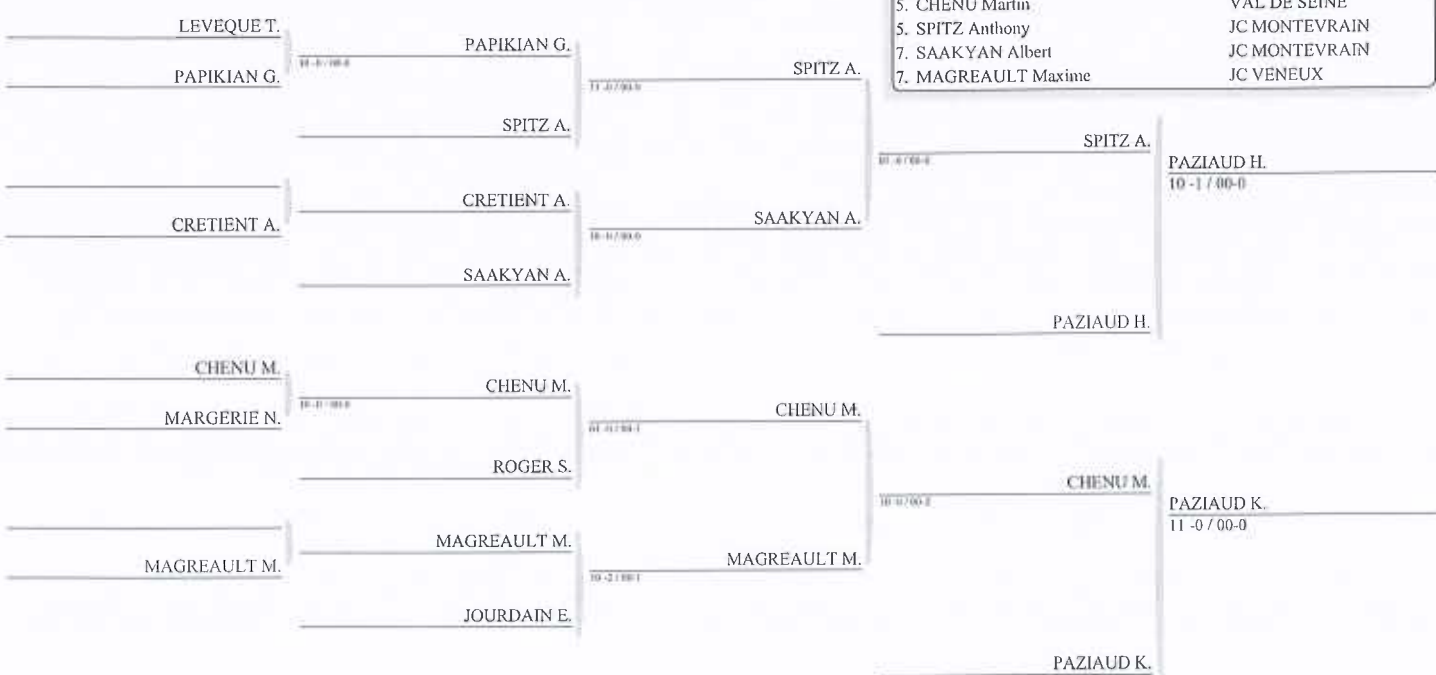 5. CHENU Martin VAL DE SEINE
5. SPITZ Anthony JC MONTEVRAIN
7. SAAKYAN Albert JC MONTEVRAIN
7. MAGREAULT Maxime JC VENEUX
LEVEQUE T.
PAPIKIAN G.
CRETIENT A.
CHENU M.
MARGERIE N.
MAGREAULT M.
PAPIKIAN G.
SPITZ A.
CRETIENT A.
SAAKYAN A.
CHENU M.
ROGER S.
MAGREAULT M.
JOURDAIN E.
SPITZ A.
SAAKYAN A.
CHENU M.
MAGREAULT M.
SPITZ A.
PAZIAUD H.
CHENU M.
PAZIAUD K.
PAZIAUD H.
10 -1 / 00-0
PAZIAUD K.
11 -0 / 00-0